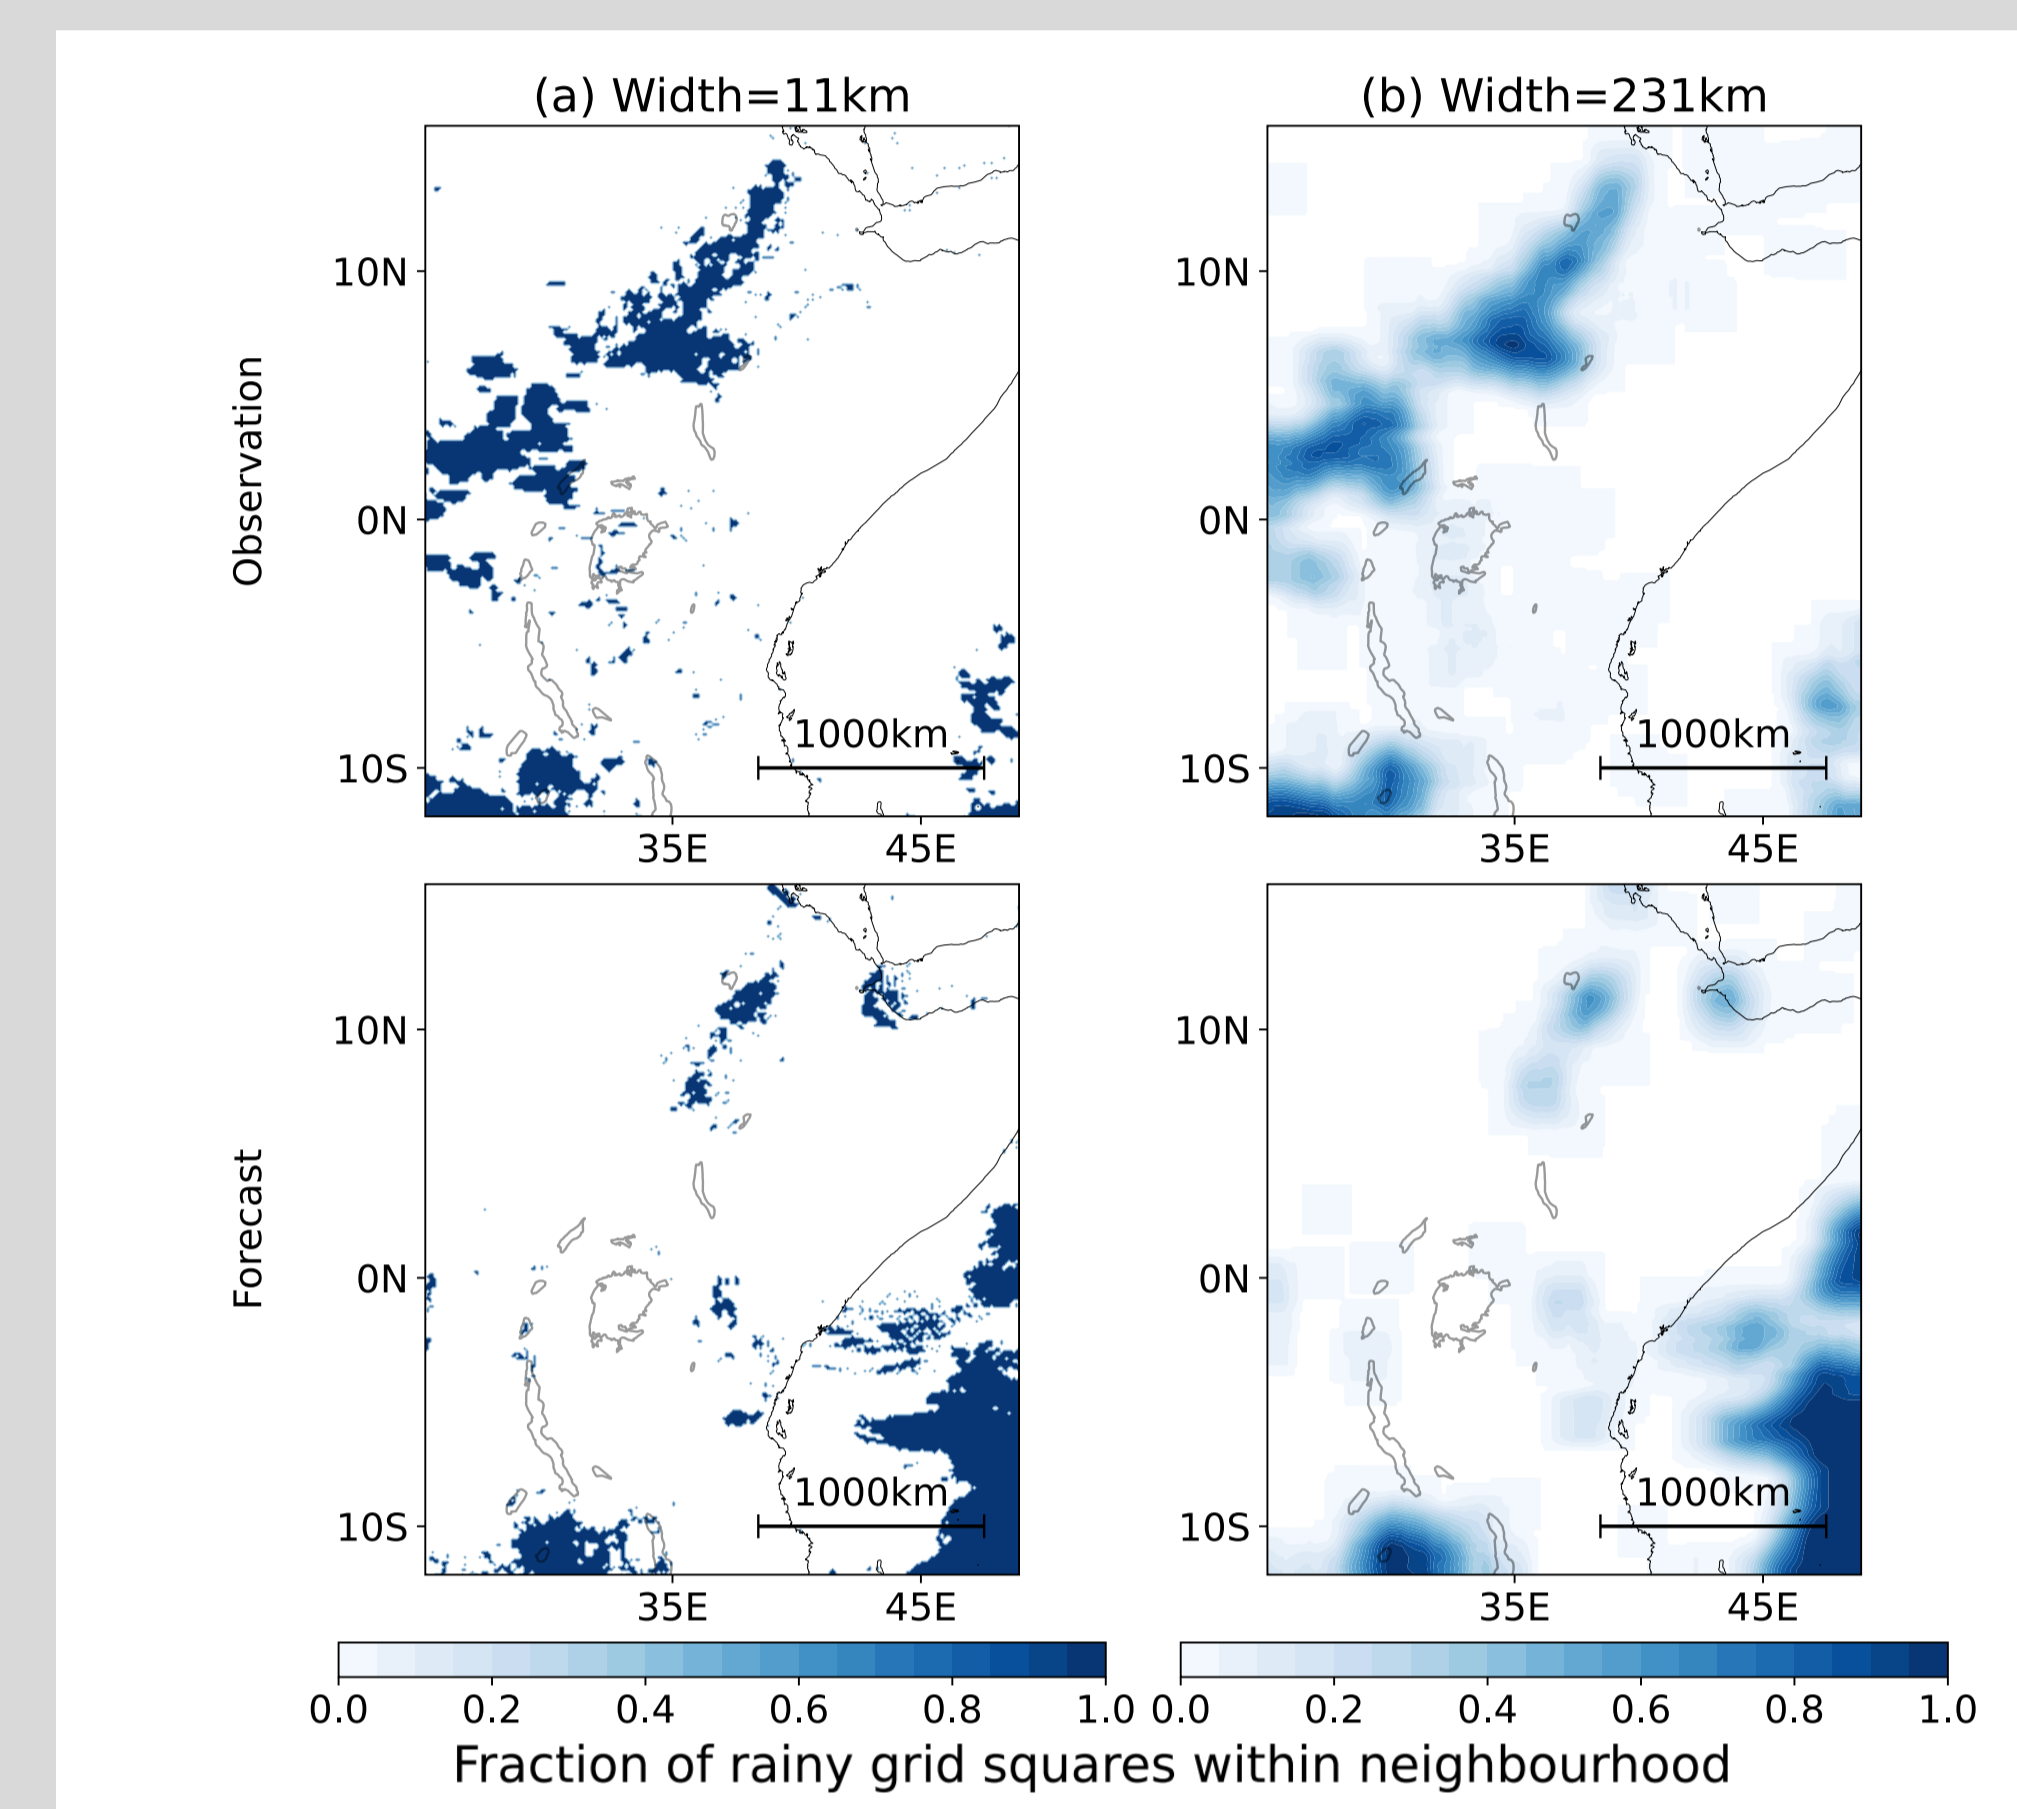 (a) Width=11km
(b) Width=231km
Observation
10N
0N
10S
1000km
35E
45E
10N
0N
10S
1000km
35E
45E
Forecast
10N
0N
10S
1000km
35E
45E
10N
0N
10S
1000km
35E
45E
0.0 0.2 0.4 0.6 0.8 1.0
0.0 0.2 0.4 0.6 0.8 1.0
Fraction of rainy grid squares within neighbourhood